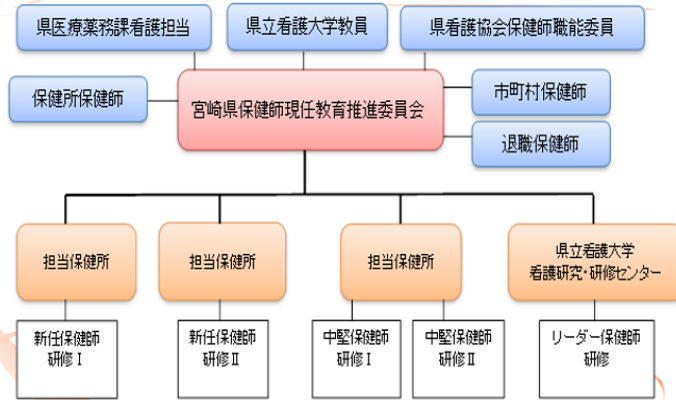 県医療薬務課看護担当
県立看護大学教員
県看護協会保健師職能委員
保健所保健師
宮崎県保健師現任教育推進委員会
市町村保健師
退職保健師
担当保健所
担当保健所
担当保健所
県立看護大学
看護研究・研修センター
新任保健師
研修Ⅰ
新任保健師
研修Ⅱ
中堅保健師
研修Ⅰ
中堅保健師
研修Ⅱ
リーダー保健師
研修